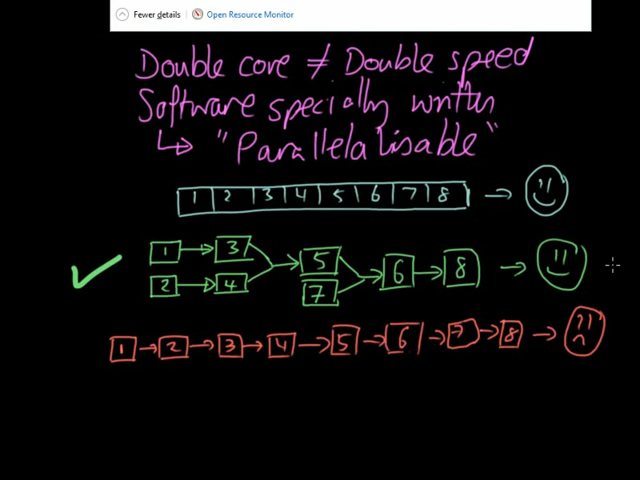 Fewer details Open Resource Monitor
Double core ≠ Double speed
Software specially written
↳ "Parallelalisable"
1 2 3 4 5 6 7 8 →
1 → 3 5 6 → 8 →
2 → 4 7
1 → 2 → 3 → 4 → 5 → 6 → 7 → 8 →